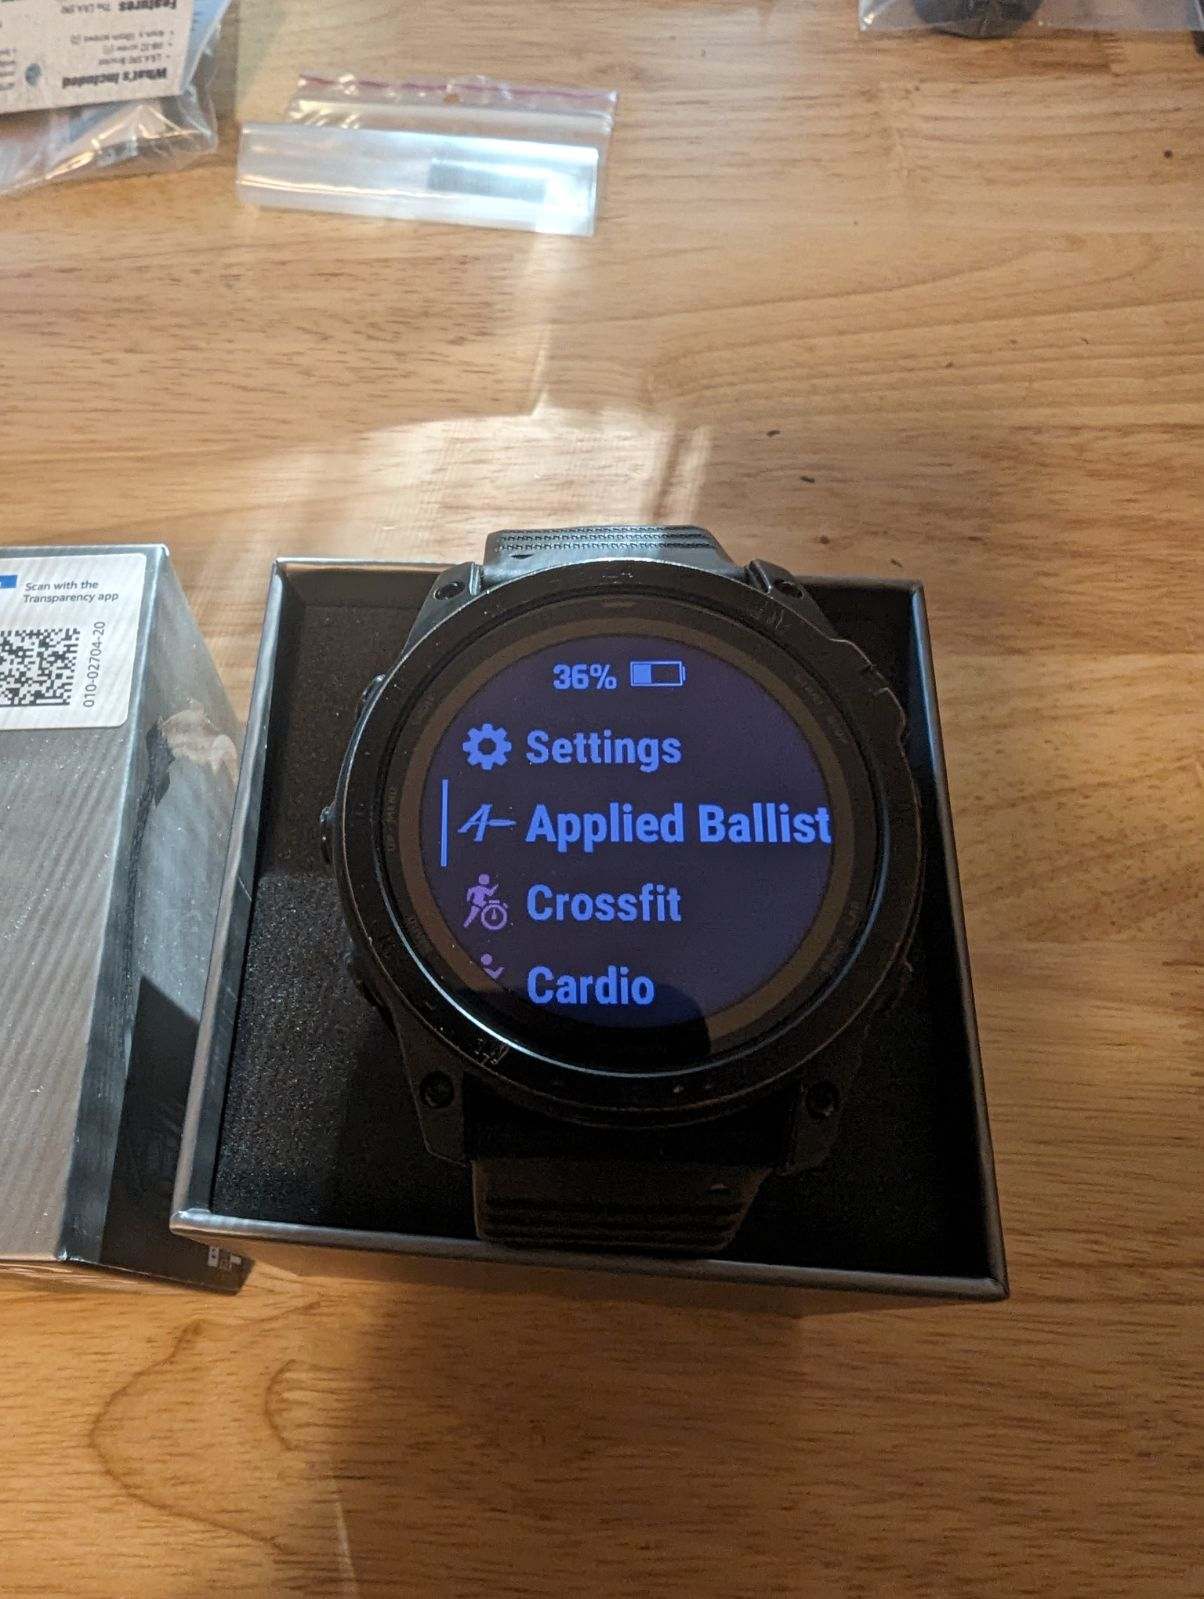 What's Included
Features
Scan with the
Transparency app
010-02704-20
36%
Settings
Applied Ballist
Crossfit
Cardio